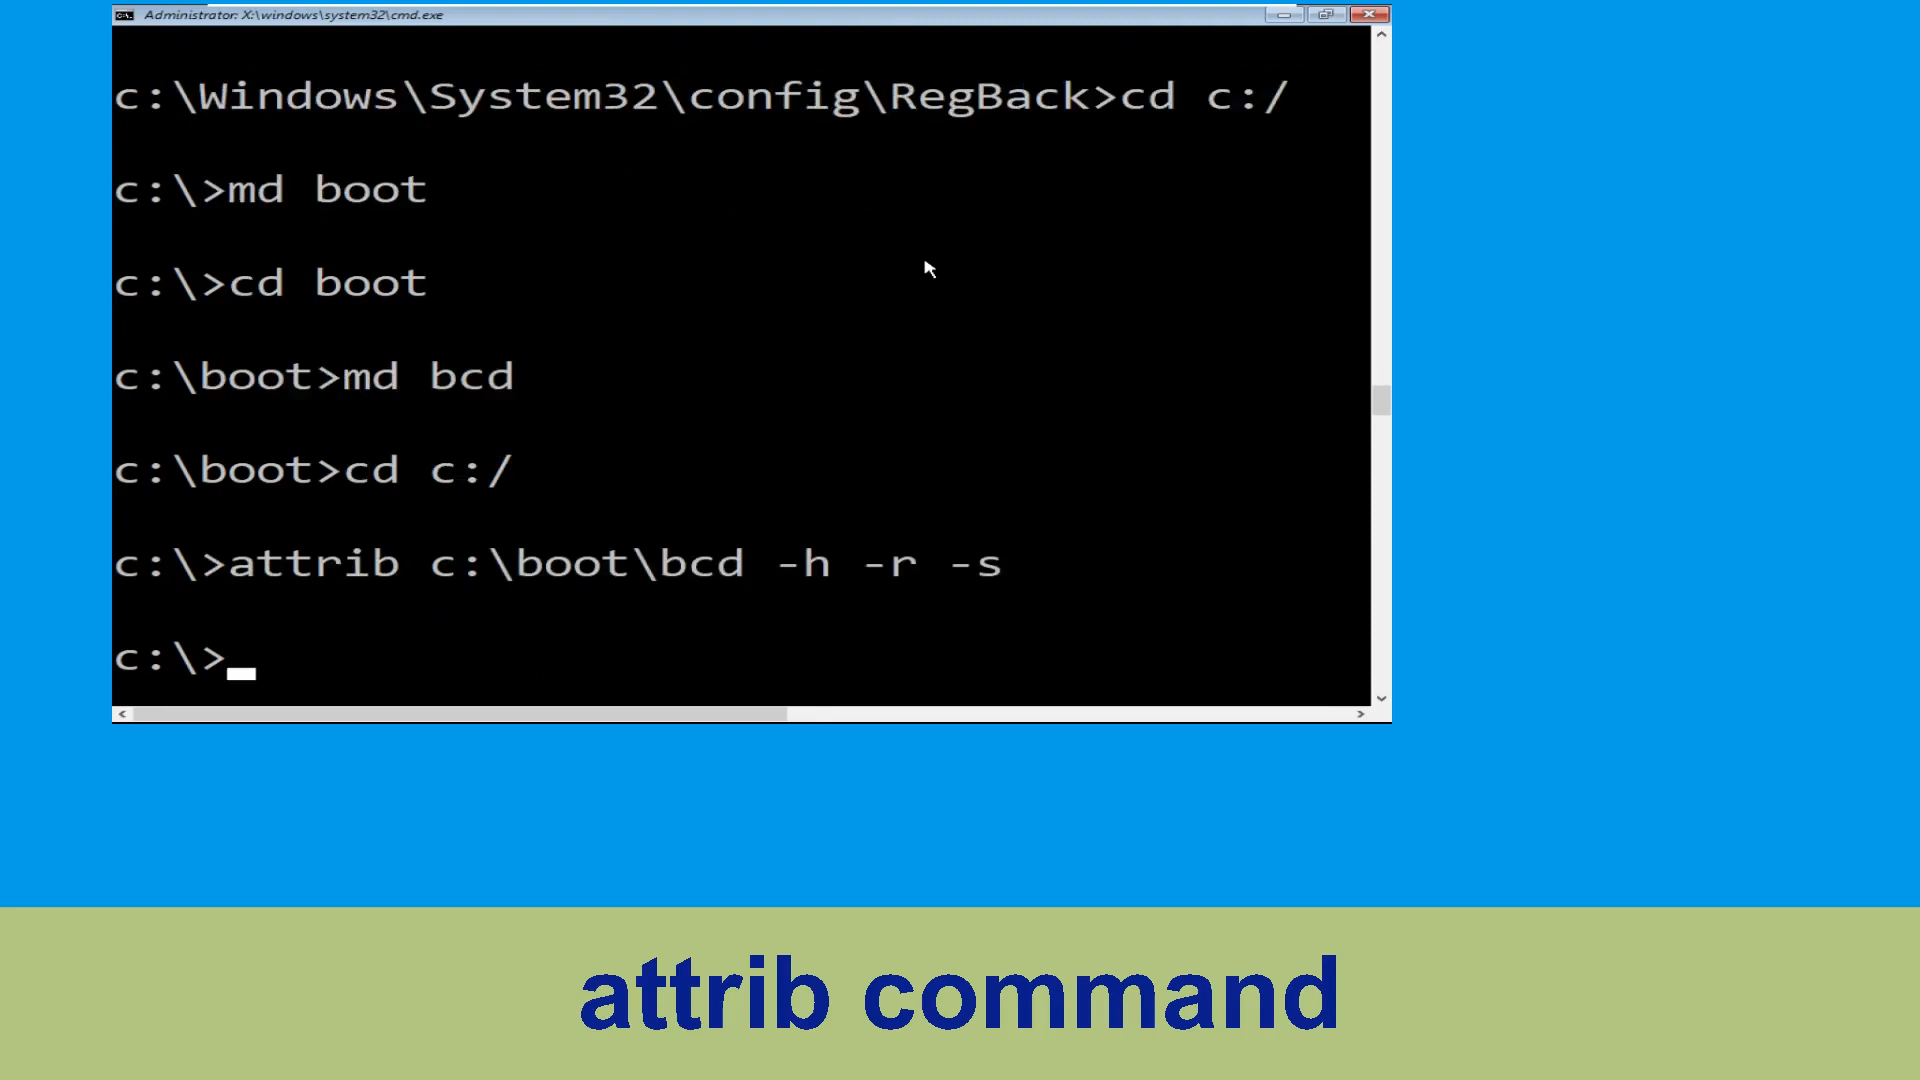 Administrator: X:\windows\system32\cmd.exe
c:\Windows\System32\config\RegBack>cd c:/
c:\>md boot
c:\>cd boot
c:\boot>md bcd
c:\boot>cd c:/
c:\>attrib c:\boot\bcd -h -r -s
c:\>
attrib command